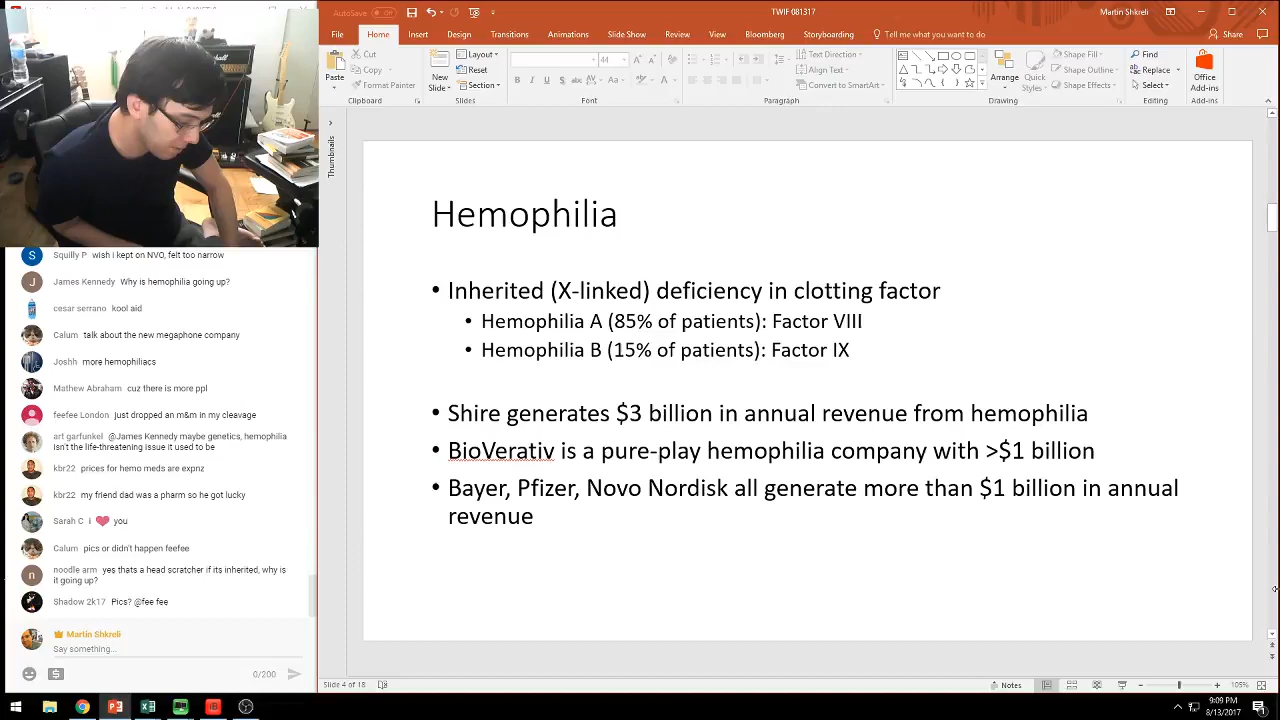 AutoSave
Off
TWIF 081317
Martin Shkreli
File
Home
Insert
Design
Transitions
Animations
Slide Show
Review
View
Bloomberg
Storyboarding
Tell me what you want to do
Share
Paste
Cut
Copy
Format Painter
Clipboard
New
Slide
Layout
Reset
Section
Slides
44
B I U S
Font
Text Direction
Align Text
Convert to SmartArt
Paragraph
Arrange
Quick
Styles
Shape Fill
Shape Outline
Shape Effects
Drawing
Find
Replace
Select
Editing
Office
Add-ins
Add-ins
Marshall
Thumbnails
Hemophilia
• Inherited (X-linked) deficiency in clotting factor
• Hemophilia A (85% of patients): Factor VIII
• Hemophilia B (15% of patients): Factor IX
• Shire generates $3 billion in annual revenue from hemophilia
• BioVerativ is a pure-play hemophilia company with >$1 billion
• Bayer, Pfizer, Novo Nordisk all generate more than $1 billion in annual
revenue
S Squilly P wish i kept on NVO, felt too narrow
J James Kennedy Why is hemophilia going up?
cesar serrano kool aid
Calum talk about the new megaphone company
Joshh more hemophiliacs
Mathew Abraham cuz there is more ppl
feefee London just dropped an m&m in my cleavage
art garfunkel @James Kennedy maybe genetics, hemophilia
isn't the life-threatening issue it used to be
kbr22 prices for hemo meds are expnz
kbr22 my friend dad was a pharm so he got lucky
Sarah C i ❤ you
Calum pics or didn't happen feefee
n noodle arm yes thats a head scratcher if its inherited, why is
it going up?
Shadow 2k17 Pics? @fee fee
Martin Shkreli
Say something...
0/200
Slide 4 of 18
Notes
105%
9:09 PM
8/13/2017